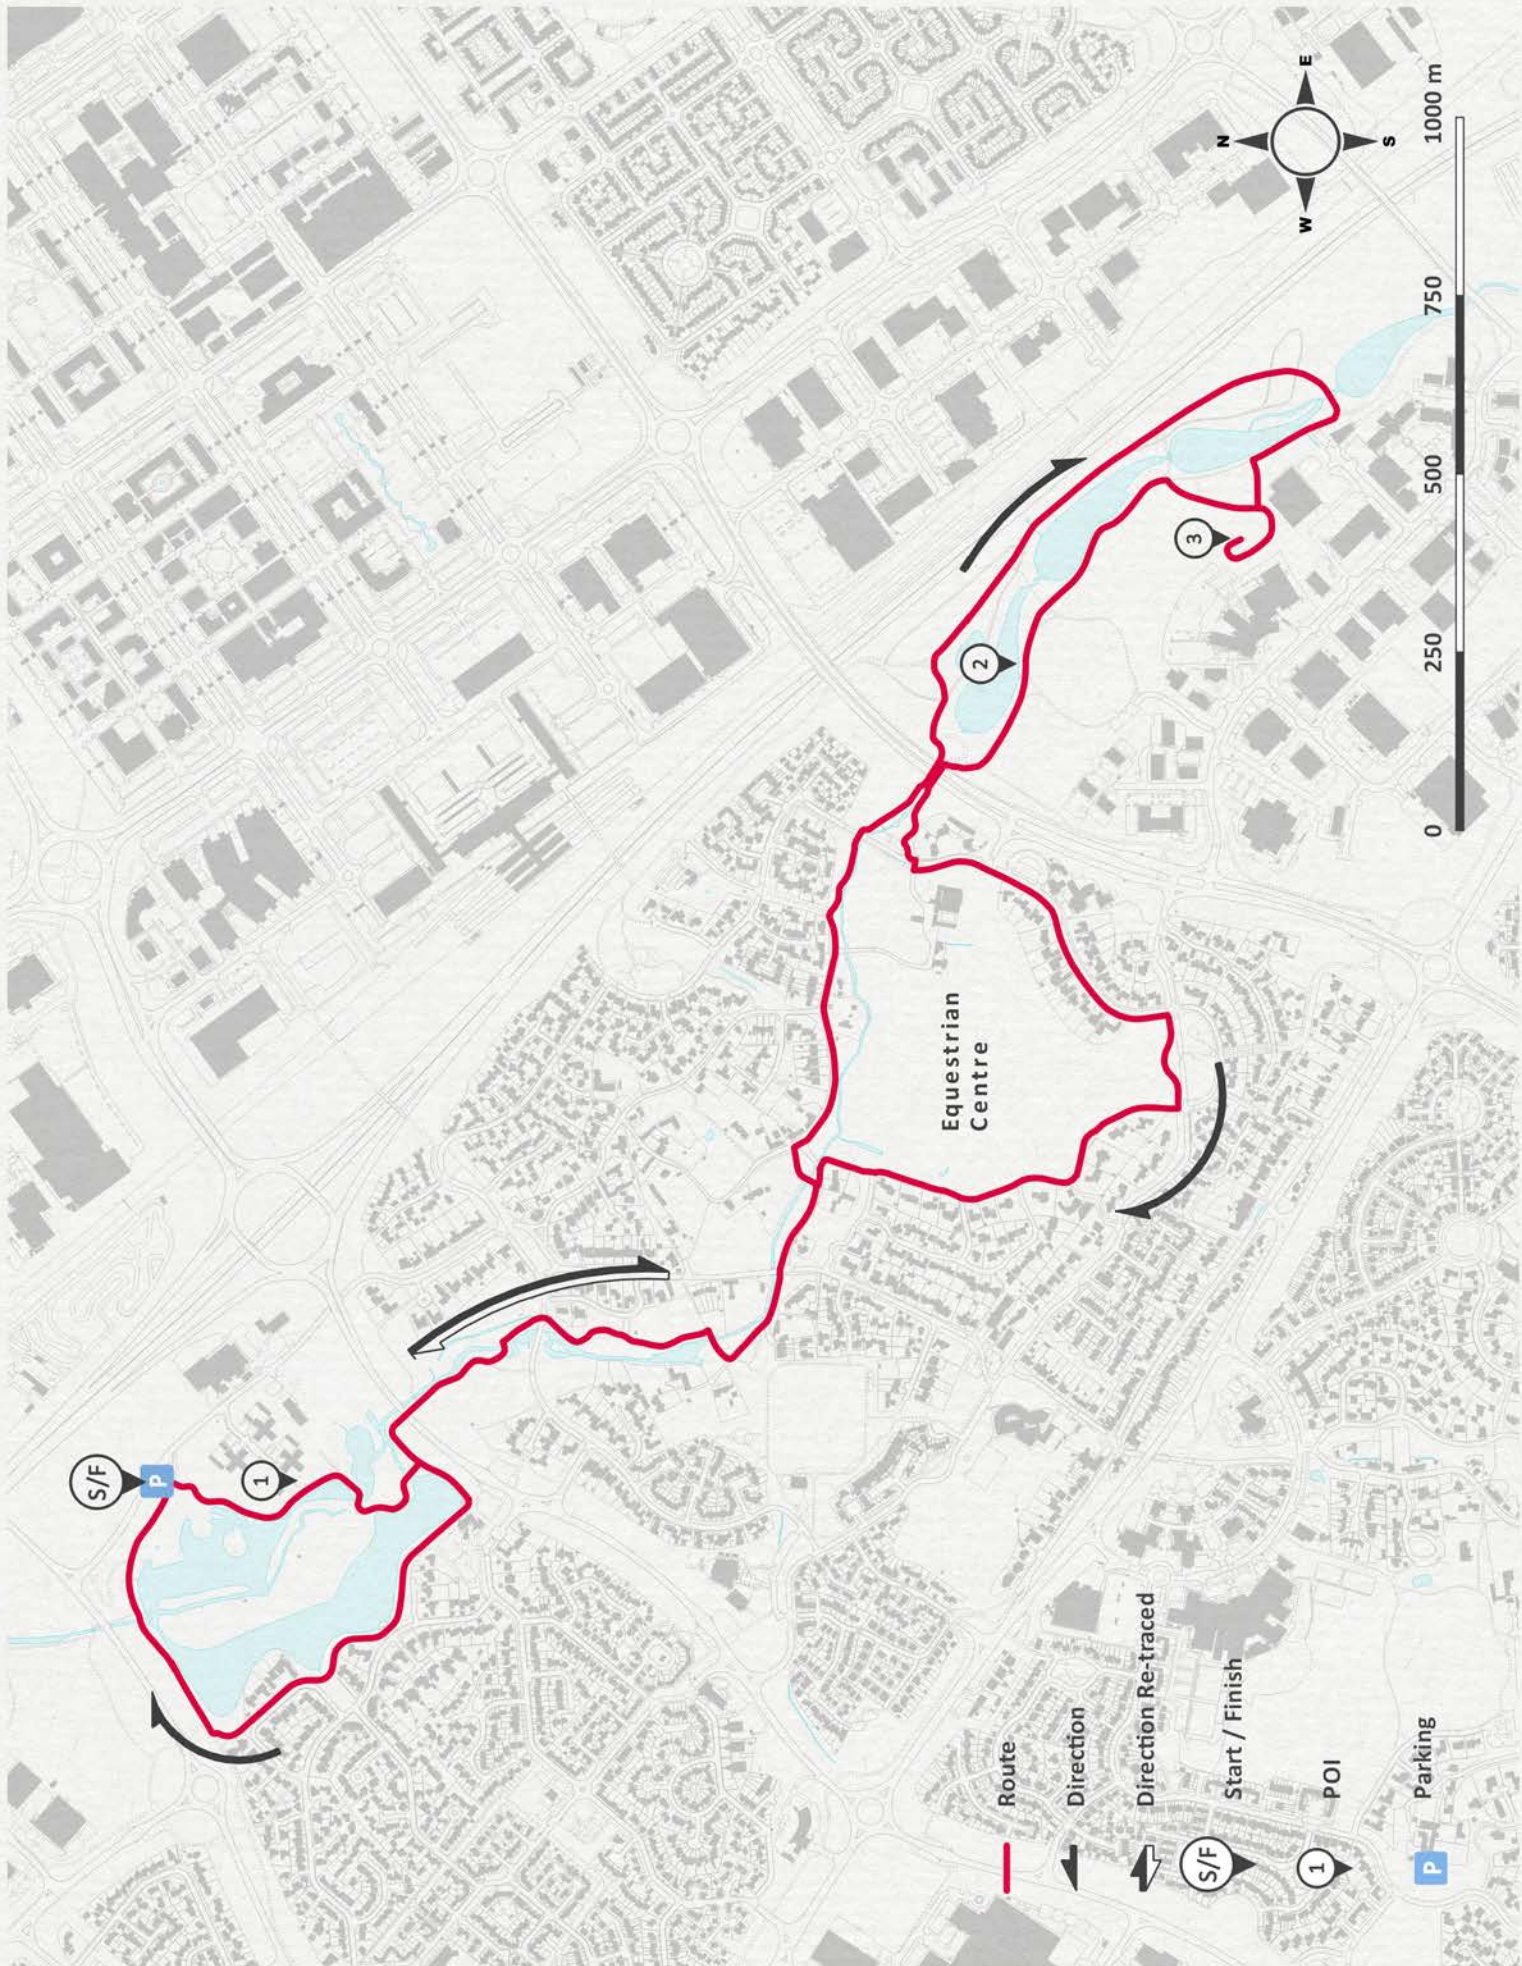 S/F
P
1
2
3
Equestrian
Centre
N
E
S
W
0
250
500
750
1000 m
Route
Direction
Direction Re-traced
S/F
Start / Finish
1
POI
P
Parking